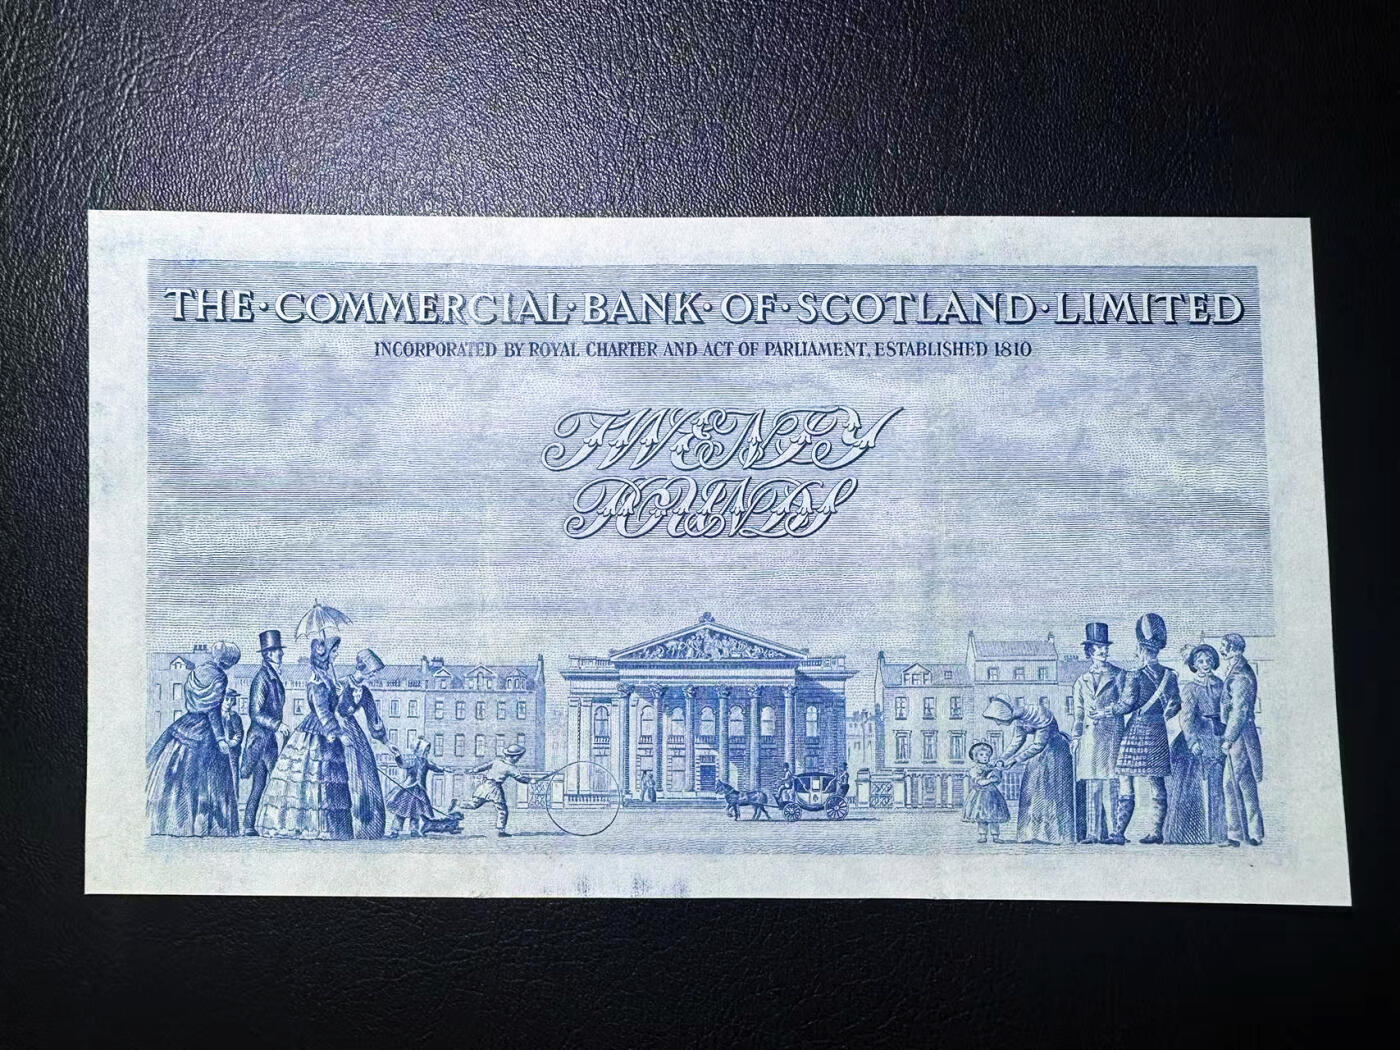 THE·COMMERCIAL·BANK·OF·SCOTLAND·LIMITED
INCORPORATED BY ROYAL CHARTER AND ACT OF PARLIAMENT, ESTABLISHED 1810
TWENTY
POUNDS